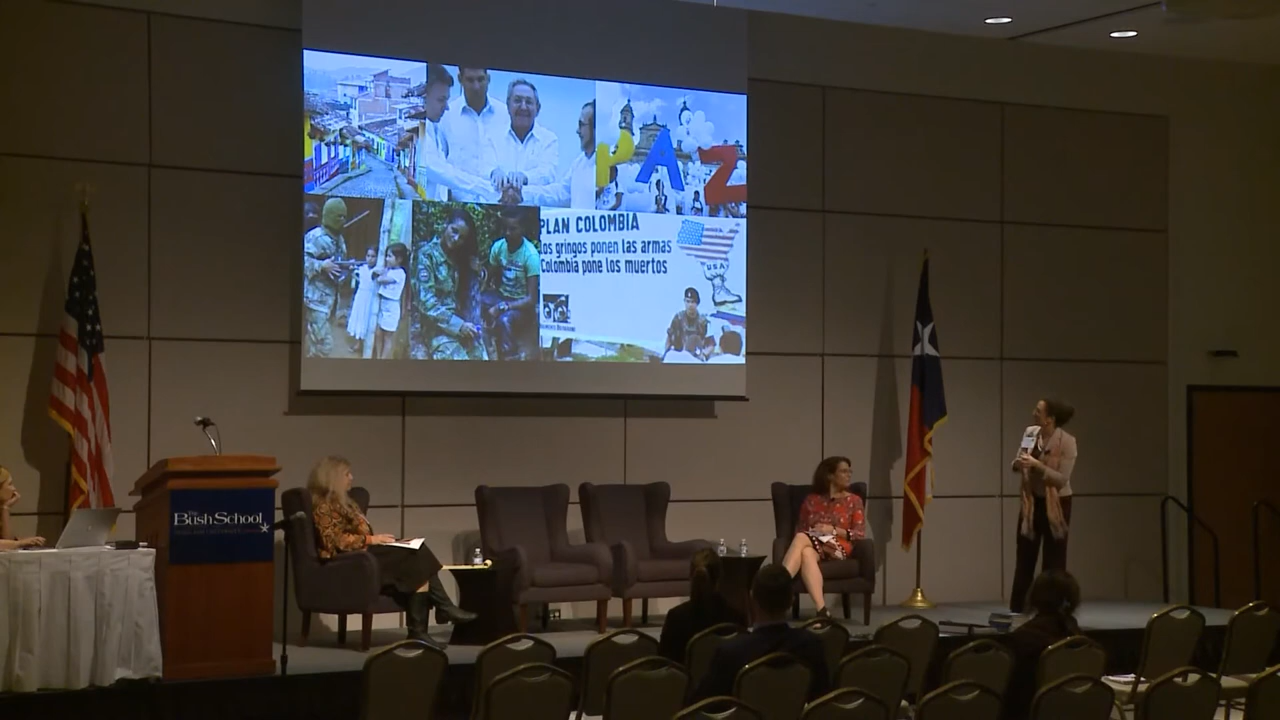 PAZ
PLAN COLOMBIA
Los gringos ponen las armas
Colombia pone los muertos
USA
The
Bush School